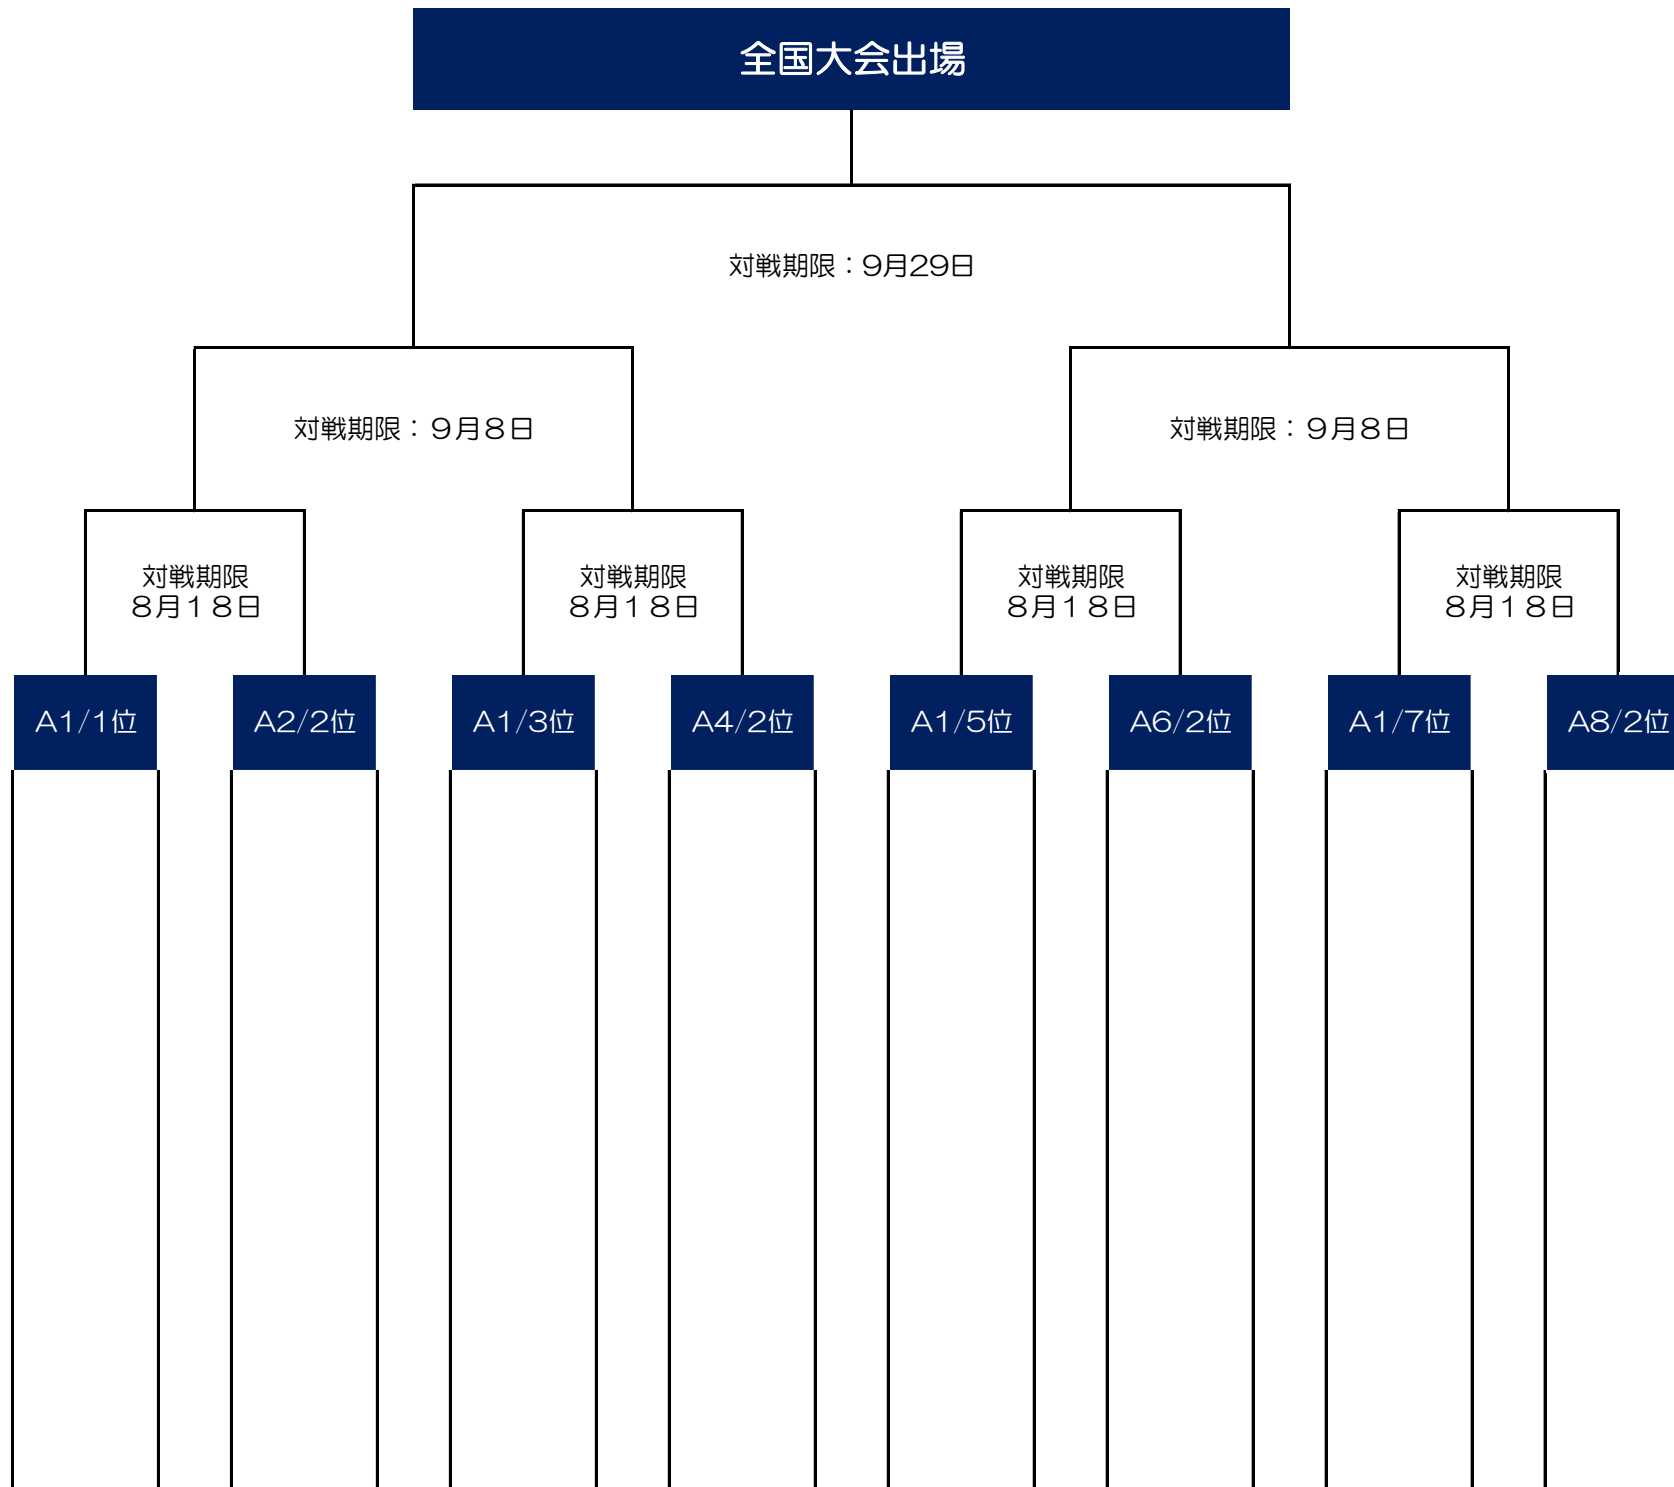 全国大会出場
対戦期限：9月29日
対戦期限：９月８日
対戦期限：９月８日
対戦期限
８月１８日
対戦期限
８月１８日
対戦期限
８月１８日
対戦期限
８月１８日
A1/1位
A2/2位
A1/3位
A4/2位
A1/5位
A6/2位
A1/7位
A8/2位